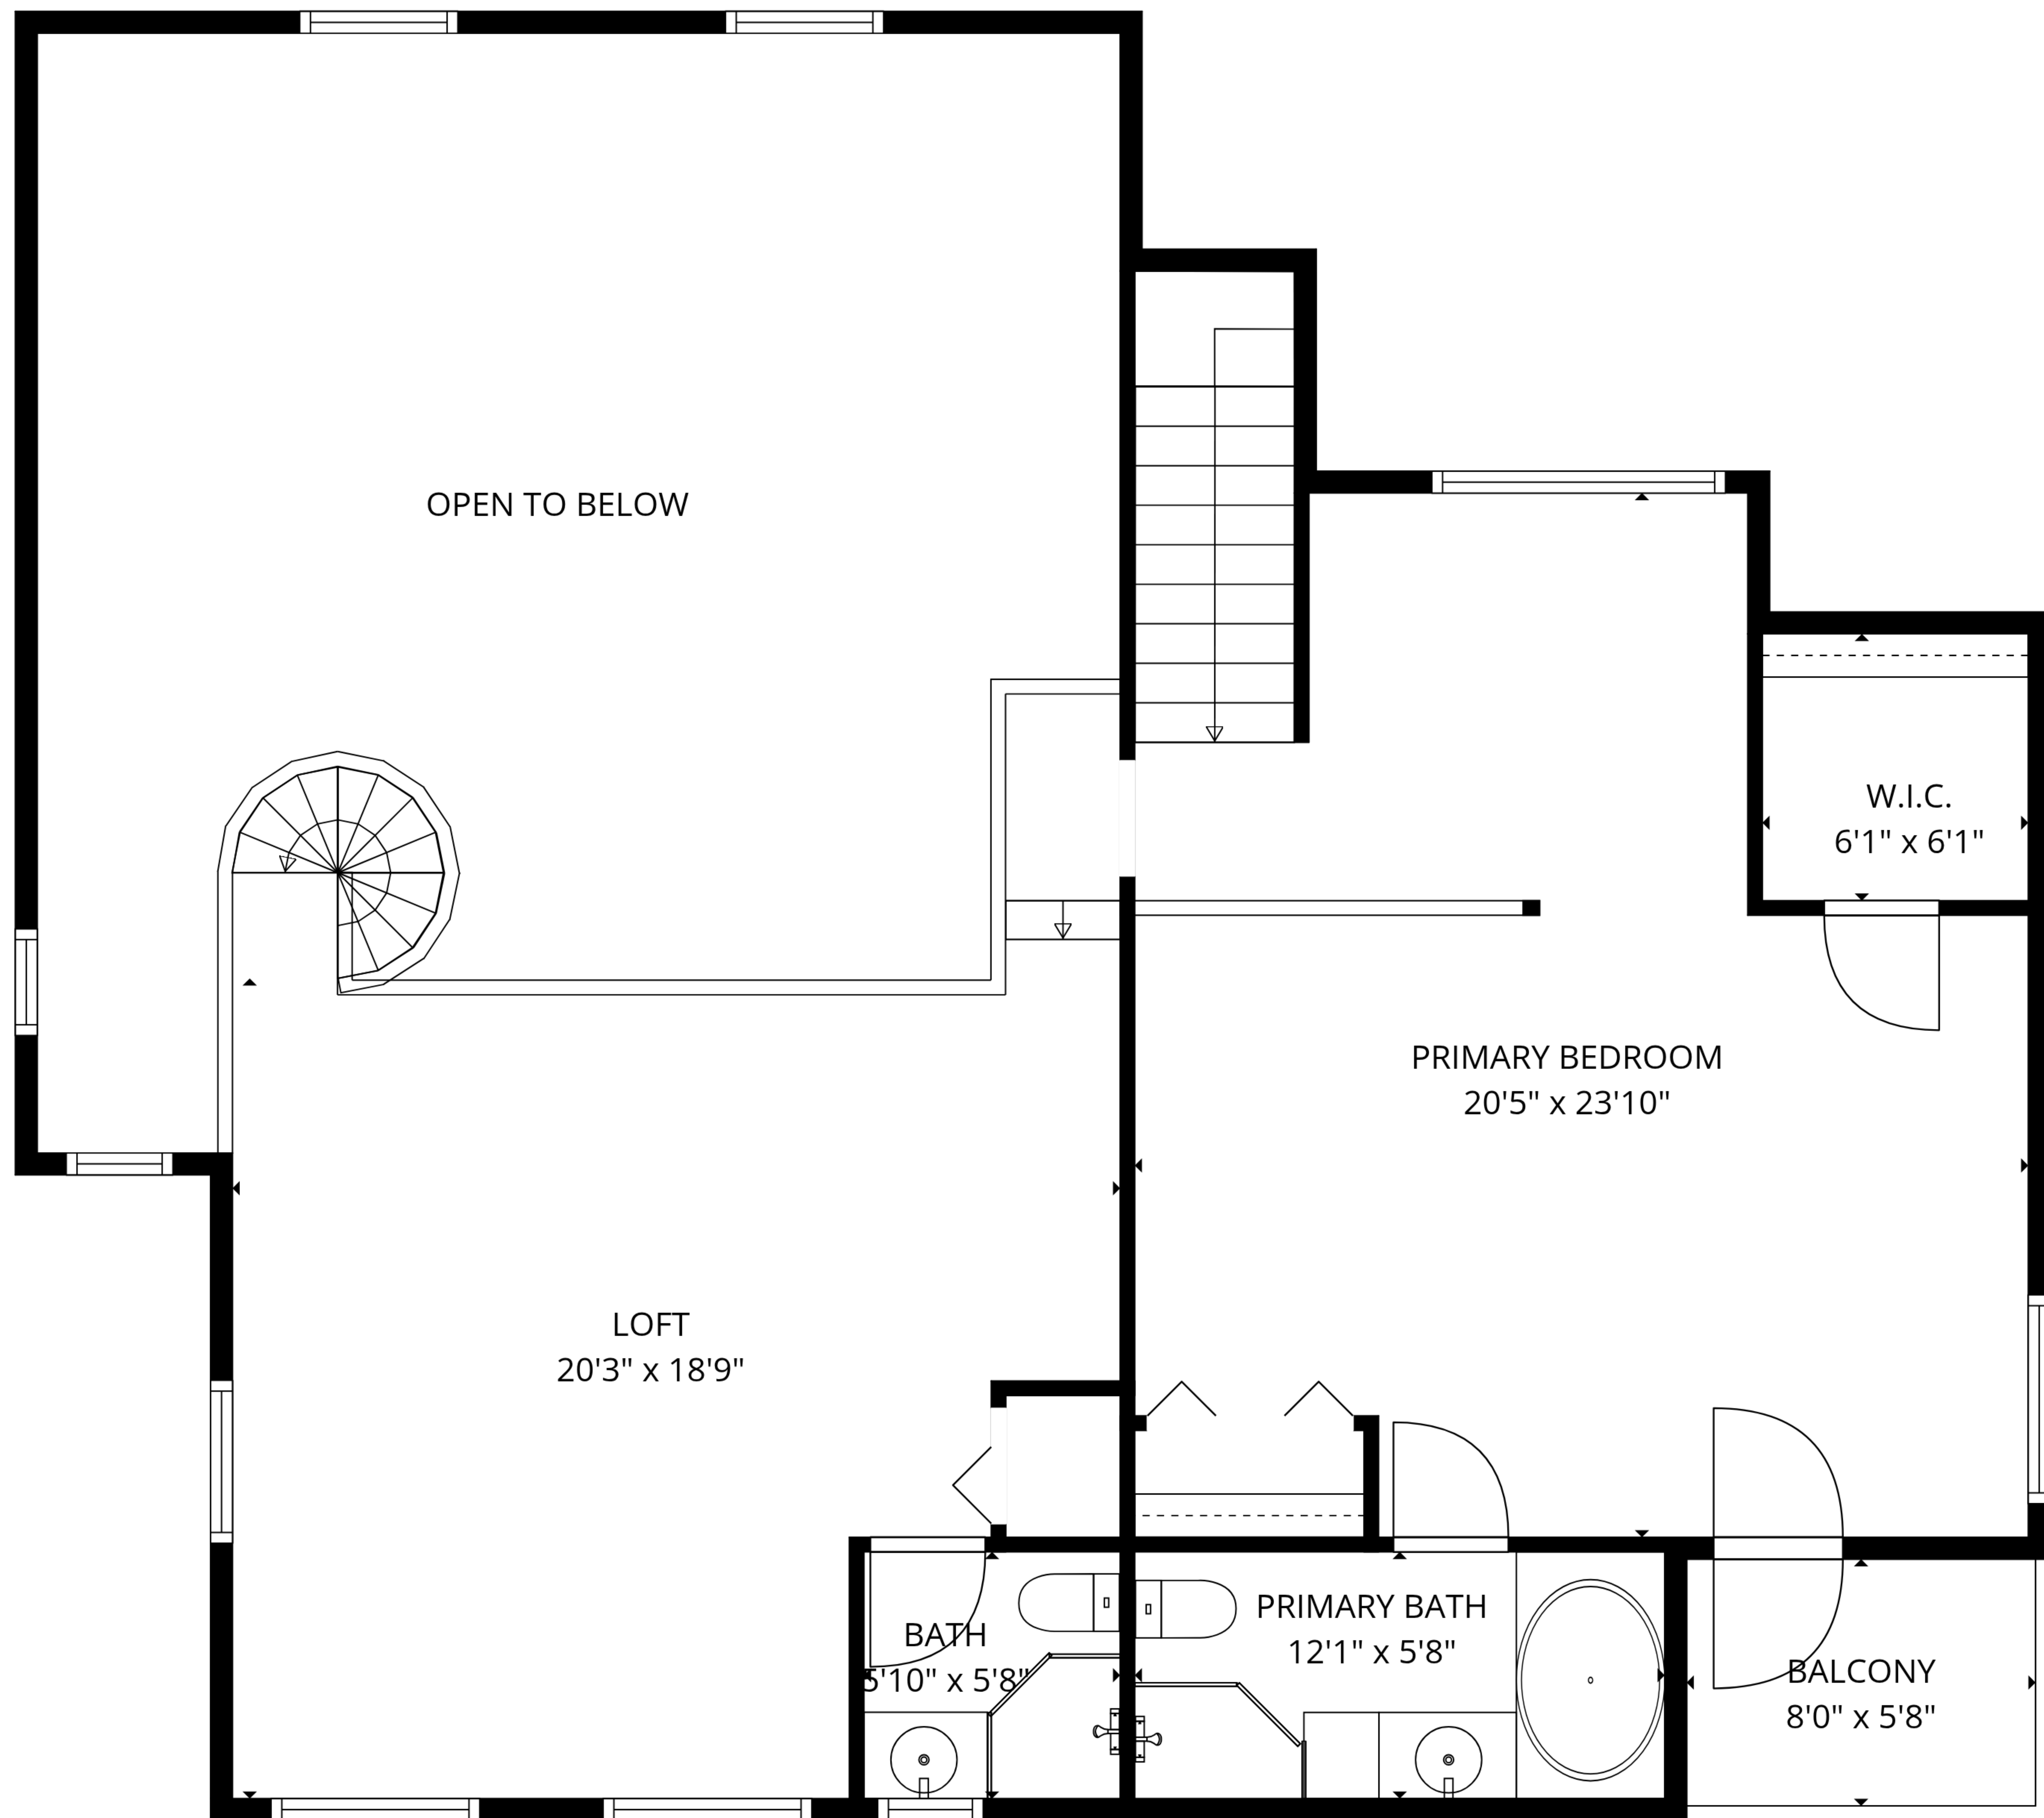 OPEN TO BELOW
W.I.C.
6'1" x 6'1"
PRIMARY BEDROOM
20'5" x 23'10"
LOFT
20'3" x 18'9"
PRIMARY BATH
12'1" x 5'8"
BATH
5'10" x 5'8"
BALCONY
8'0" x 5'8"